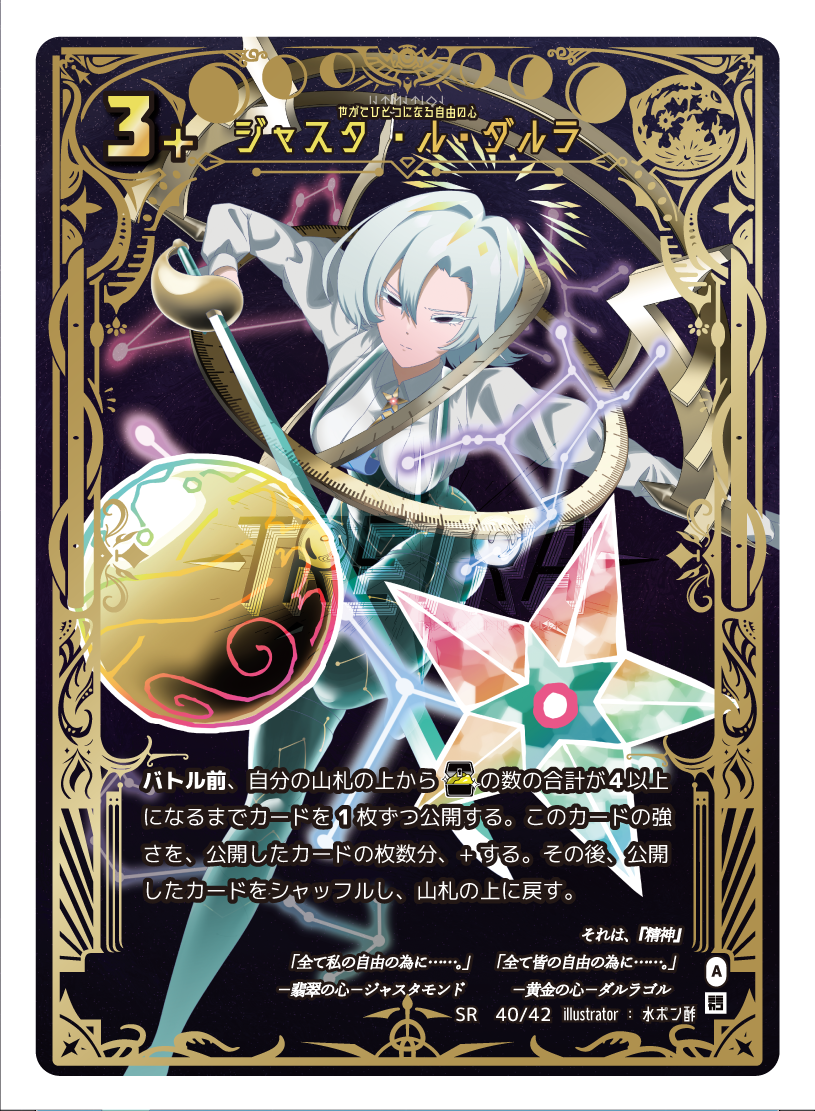 3+
やがてひとつになる自由の心
ジャスタ・ル・ダルラ
TRETRA
バトル前、自分の山札の上からの数の合計が4以上
になるまでカードを1枚ずつ公開する。このカードの強
さを、公開したカードの枚数分、+する。その後、公開
したカードをシャッフルし、山札の上に戻す。
それは、『精神』
「全て私の自由の為に……。」 「全て皆の自由の為に……。」
ー翡翠の心ージャスタモンド ー黄金の心ーダルラゴル
A
SR 40/42 illustrator : 水ポン酢